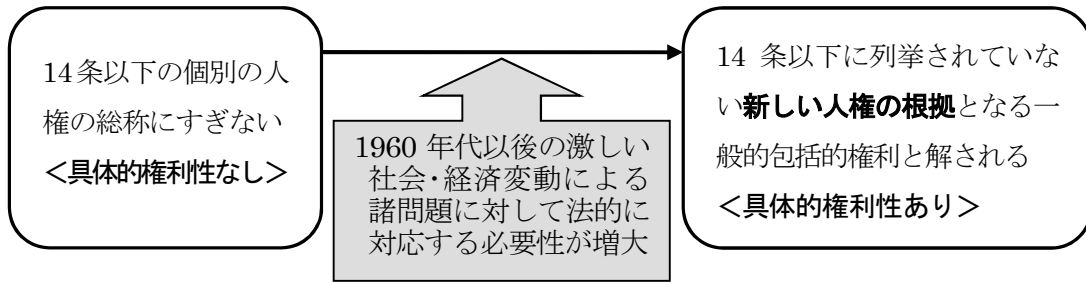 14条以下の個別の人
権の総称にすぎない
<具体的権利性なし>
1960 年代以後の激しい
社会・経済変動による
諸問題に対して法的に
対応する必要性が増大
14 条以下に列挙されていな
い新しい人権の根拠となる一
般的包括的権利と解される
<具体的権利性あり>